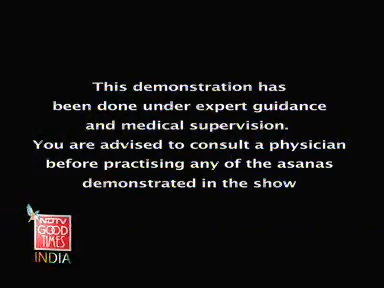 This demonstration has
been done under expert guidance
and medical supervision.
You are advised to consult a physician
before practising any of the asanas
demonstrated in the show
NDTV
GOOD
TIMES
INDIA